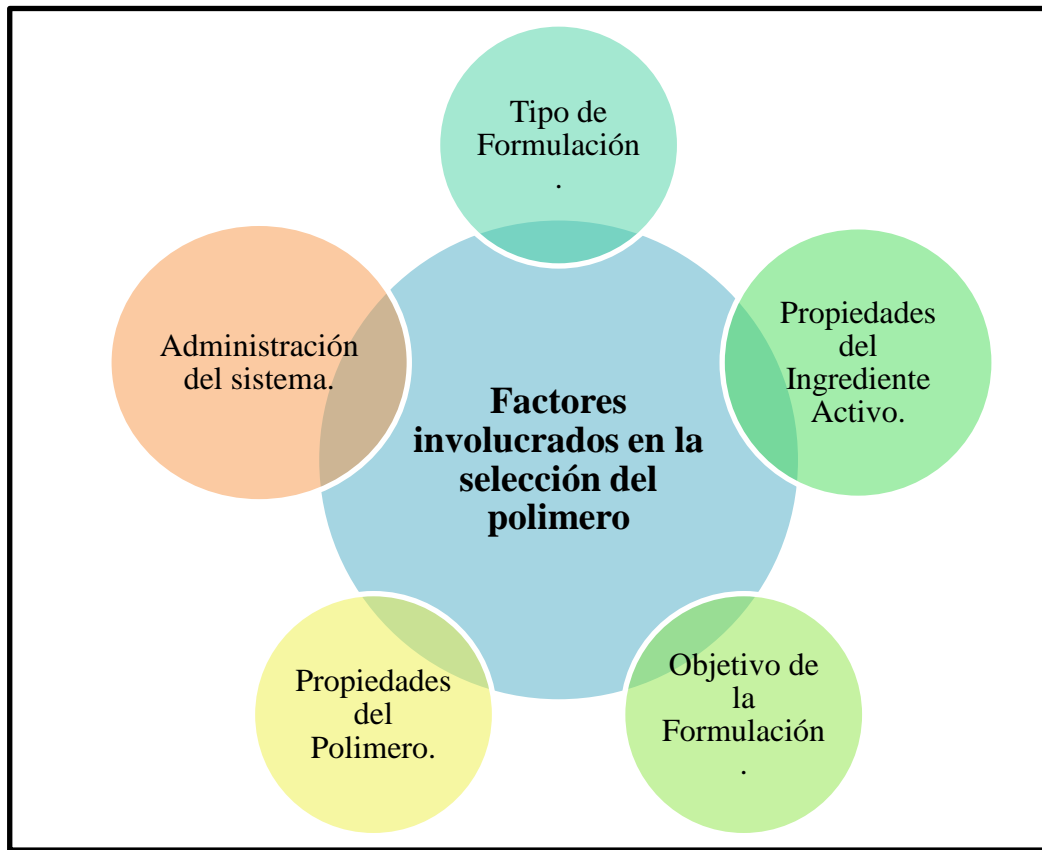 Tipo de
Formulación
.
Administración
del sistema.
Propiedades
del
Ingrediente
Activo.
Factores
involucrados en la
selección del
polimero
Propiedades
del
Polimero.
Objetivo de
la
Formulación
.